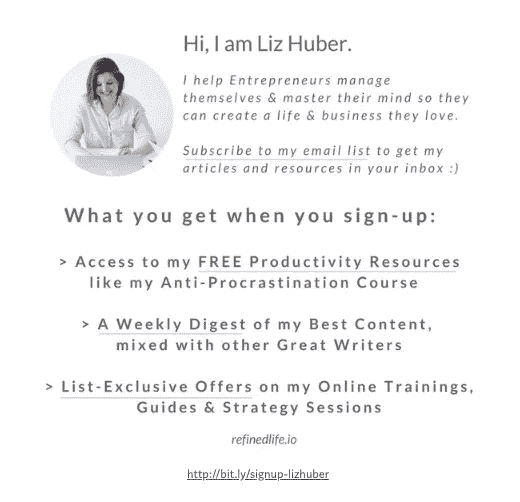 Hi, I am Liz Huber.
I help Entrepreneurs manage
themselves & master their mind so they
can create a life & business they love.
Subscribe to my email list to get my
articles and resources in your inbox :)
What you get when you sign-up:
> Access to my FREE Productivity Resources
like my Anti-Procrastination Course
> A Weekly Digest of my Best Content,
mixed with other Great Writers
> List-Exclusive Offers on my Online Trainings,
Guides & Strategy Sessions
refinedlife.io
http://bit.ly/signup-lizhuber